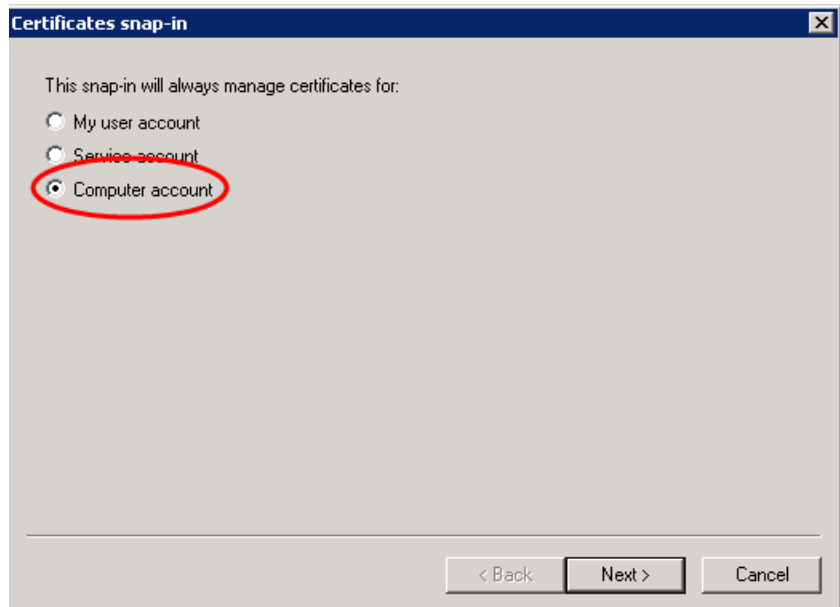 Certificates snap-in
This snap-in will always manage certificates for:
My user account
Service account
Computer account
< Back Next > Cancel